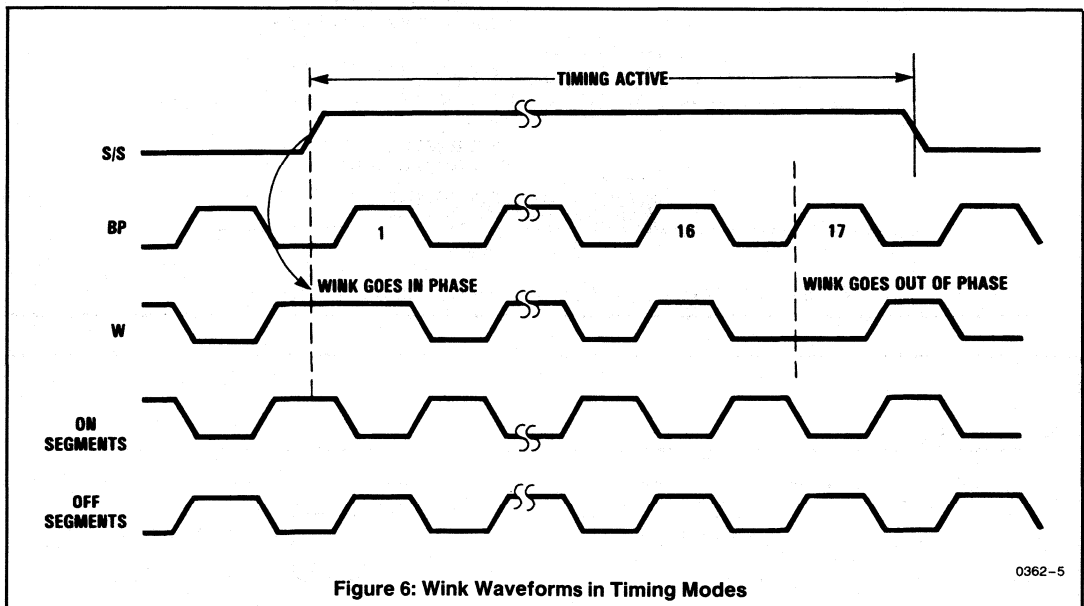 TIMING ACTIVE
S/S
BP
1
16
17
WINK GOES IN PHASE
WINK GOES OUT OF PHASE
W
ON
SEGMENTS
OFF
SEGMENTS
0362–5
Figure 6: Wink Waveforms in Timing Modes